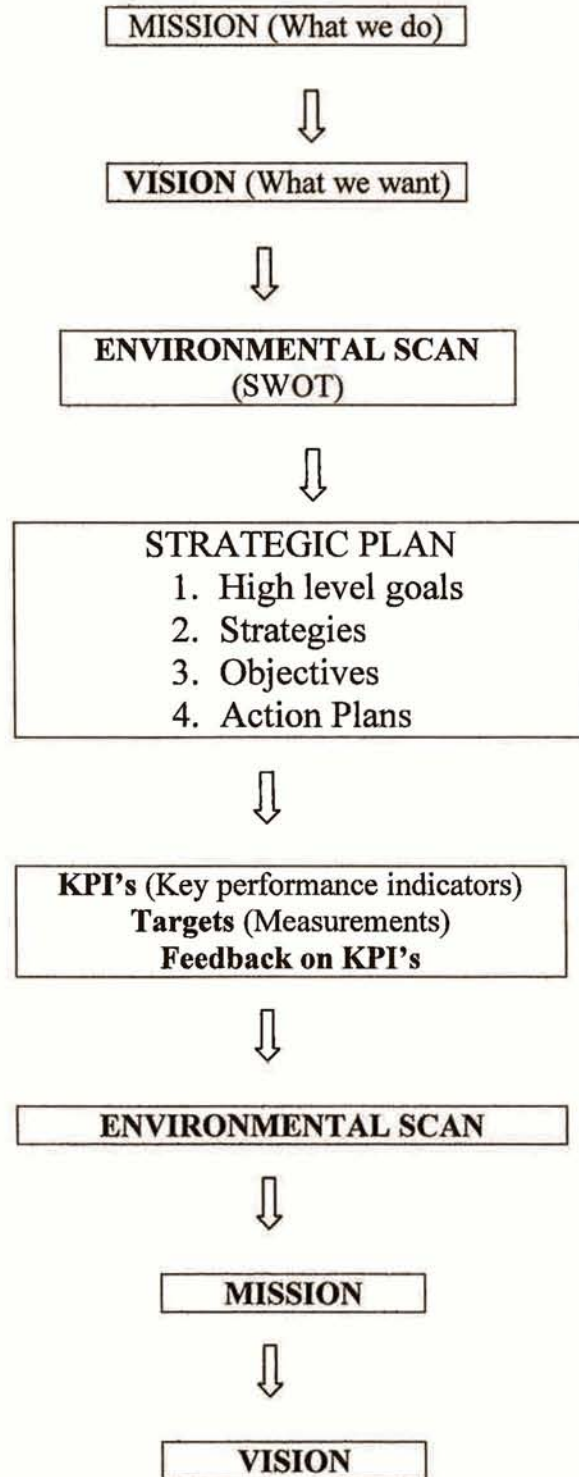 MISSION (What we do)
VISION (What we want)
ENVIRONMENTAL SCAN
(SWOT)
STRATEGIC PLAN
1. High level goals
2. Strategies
3. Objectives
4. Action Plans
KPI's (Key performance indicators)
Targets (Measurements)
Feedback on KPI's
ENVIRONMENTAL SCAN
MISSION
VISION